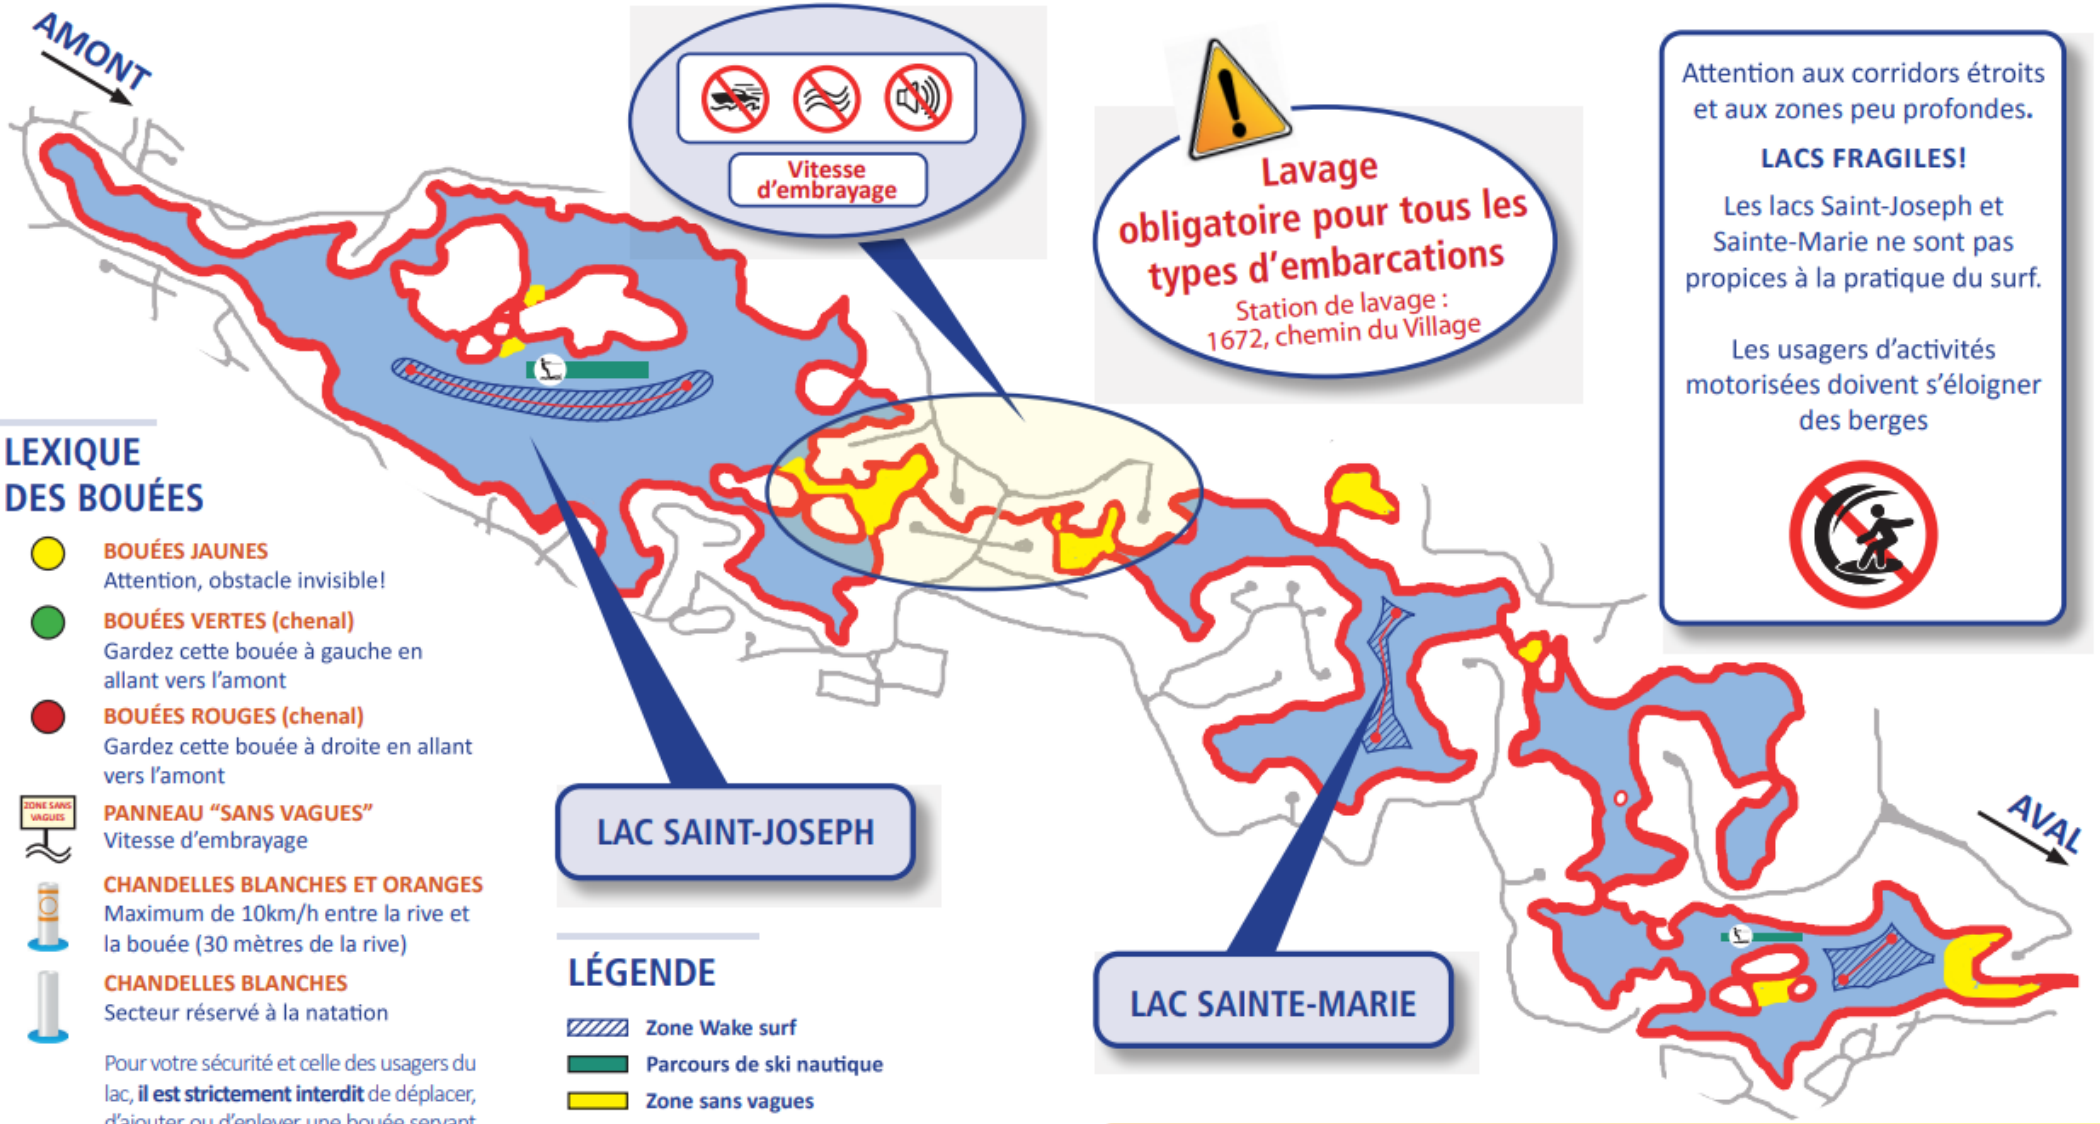 AMONT
Vitesse
d'embrayage
Lavage
obligatoire pour tous les
types d'embarcations
Station de lavage :
1672, chemin du Village
Attention aux corridors étroits
et aux zones peu profondes.
LACS FRAGILES!
Les lacs Saint-Joseph et
Sainte-Marie ne sont pas
propices à la pratique du surf.
Les usagers d'activités
motorisées doivent s'éloigner
des berges
LEXIQUE
DES BOUÉES
BOUÉES JAUNES
Attention, obstacle invisible!
BOUÉES VERTES (chenal)
Gardez cette bouée à gauche en
allant vers l'amont
BOUÉES ROUGES (chenal)
Gardez cette bouée à droite en allant
vers l'amont
ZONE SANS
VAGUES
PANNEAU “SANS VAGUES”
Vitesse d'embrayage
CHANDELLES BLANCHES ET ORANGES
Maximum de 10km/h entre la rive et
la bouée (30 mètres de la rive)
CHANDELLES BLANCHES
Secteur réservé à la natation
Pour votre sécurité et celle des usagers du
lac, il est strictement interdit de déplacer,
d'ajouter ou d'enlever une bouée servant
LAC SAINT-JOSEPH
LÉGENDE
Zone Wake surf
Parcours de ski nautique
Zone sans vagues
LAC SAINTE-MARIE
AVAL